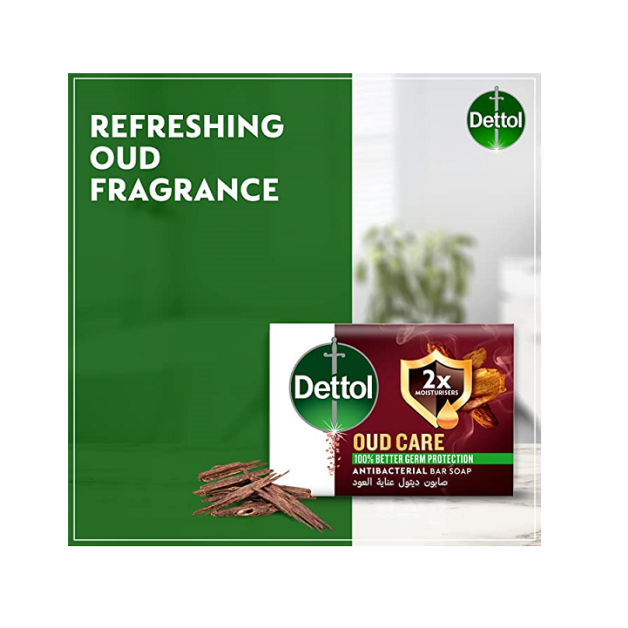 REFRESHING
OUD
FRAGRANCE
Dettol
Dettol
2x
MOISTURISERS
OUD CARE
100% BETTER GERM PROTECTION
ANTIBACTERIAL BAR SOAP
صابون ديتول عناية العود